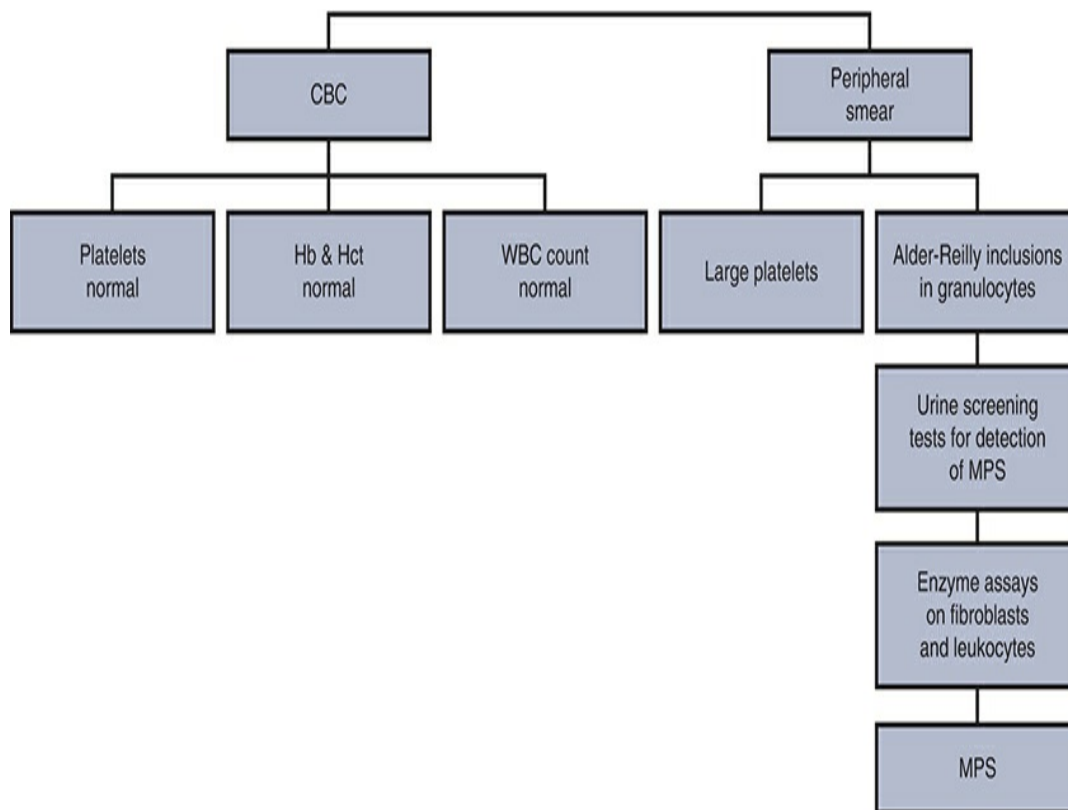 CBC
Peripheral
smear
Platelets
normal
Hb & Hct
normal
WBC count
normal
Large platelets
Alder-Reilly inclusions
in granulocytes
Urine screening
tests for detection
of MPS
Enzyme assays
on fibroblasts
and leukocytes
MPS